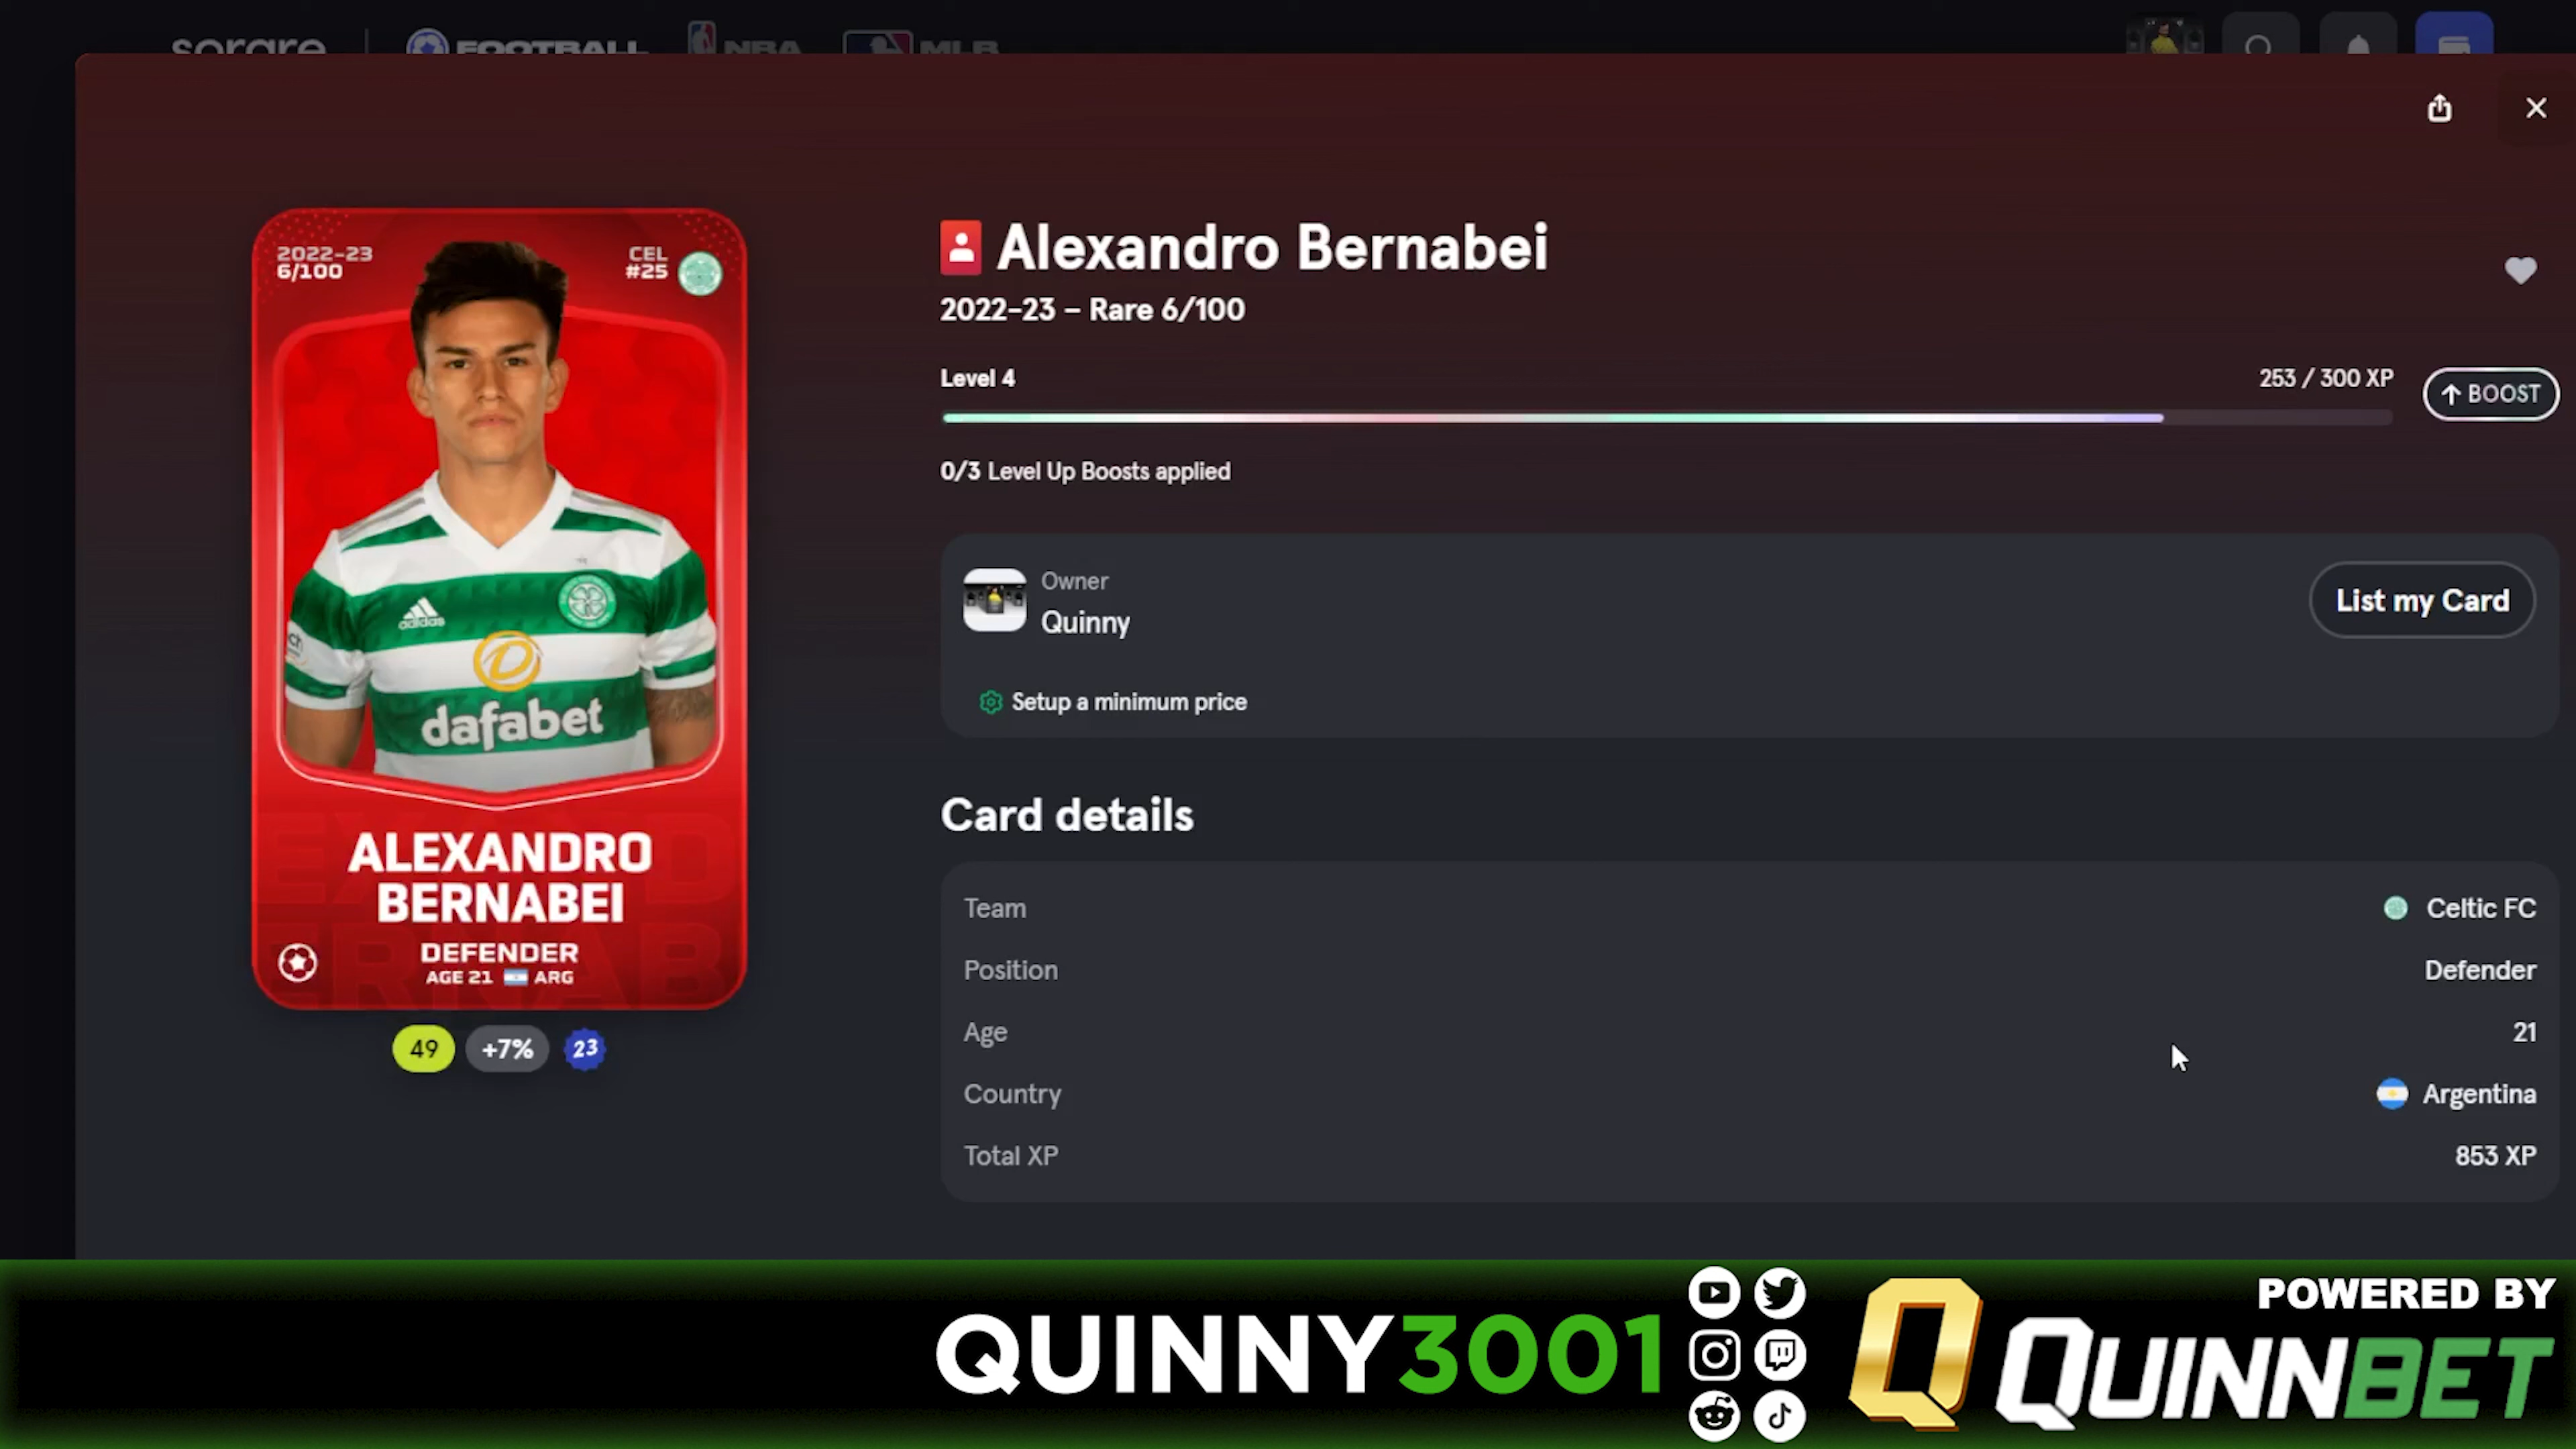 sorare
FOOTBALL
NBA
MLB
2022-23
6/100
CEL
#25
adidas
dafabet
ALEXANDRO
BERNABEI
DEFENDER
AGE 21 ARG
49
+7%
23
Alexandro Bernabei
2022-23 – Rare 6/100
Level 4
253 / 300 XP
BOOST
0/3 Level Up Boosts applied
Owner
Quinny
List my Card
Setup a minimum price
Card details
Team
Celtic FC
Position
Defender
Age
21
Country
Argentina
Total XP
853 XP
QUINNY3001
POWERED BY
QUINNBET